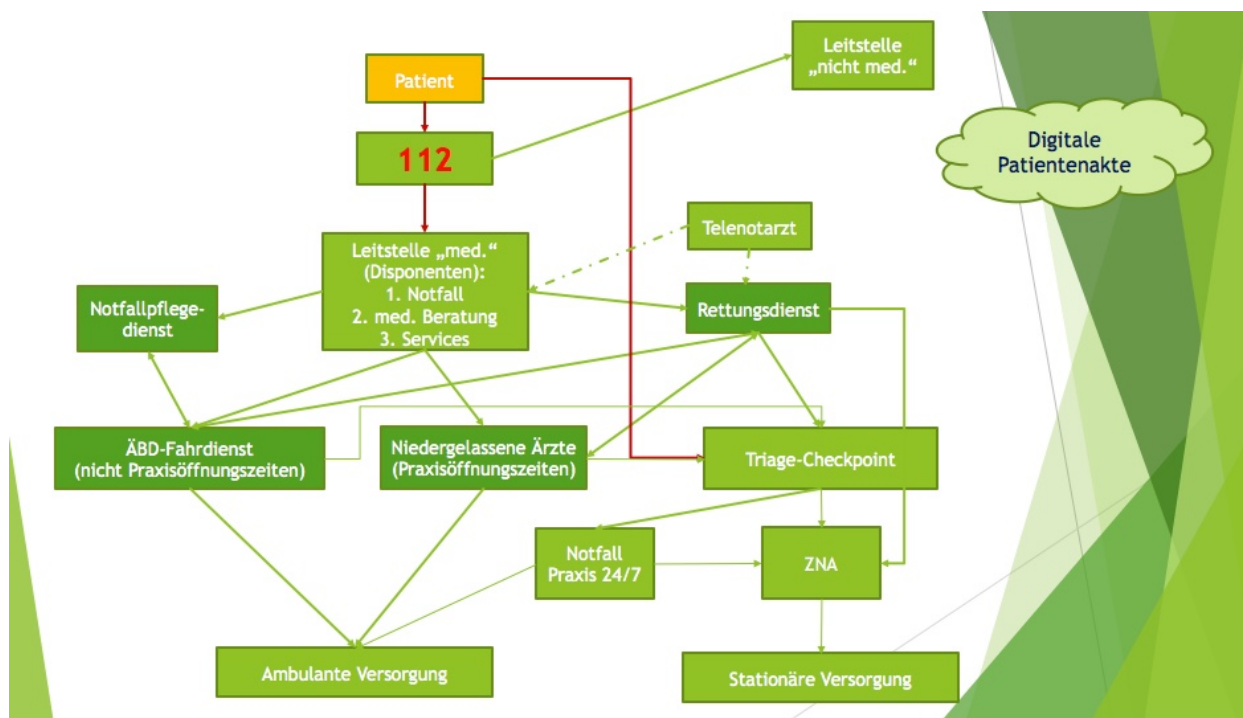 Leitstelle
„nicht med.“
Patient
112
Digitale
Patientenakte
Telenotarzt
Leitstelle „med.“
(Disponenten):
1. Notfall
2. med. Beratung
3. Services
Notfallpflege-
dienst
Rettungsdienst
ÄBD-Fahrdienst
(nicht Praxisöffnungszeiten)
Niedergelassene Ärzte
(Praxisöffnungszeiten)
Triage-Checkpoint
Notfall
Praxis 24/7
ZNA
Ambulante Versorgung
Stationäre Versorgung